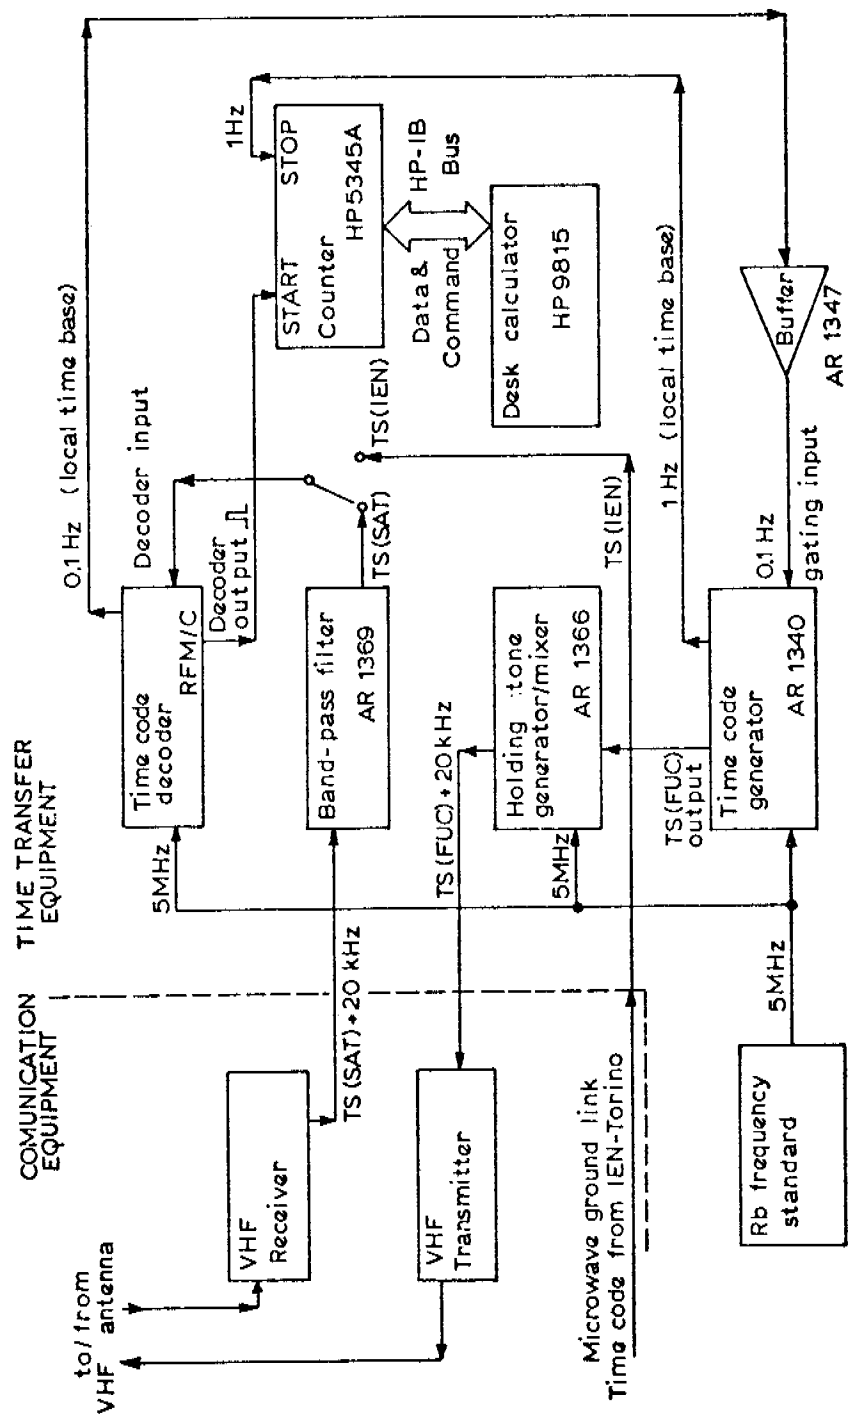 COMUNICATION
EQUIPMENT
TIME TRANSFER
EQUIPMENT
to/from
VHF antenna
VHF
Receiver
VHF
Transmitter
TS(SAT)+20 kHz
Microwave ground link
Time code from IEN-Torino
Rb frequency
standard
5MHz
5MHz
Time code
decoder
RFM/C
0.1 Hz (local time base)
Decoder input
Decoder
output
Band-pass filter
AR 1369
TS(SAT)
TS(IEN)
TS(FUC)+20kHz
5MHz
Holding tone
generator/mixer
AR 1366
TS(IEN)
TS(FUC)
output
Time code
generator
AR 1340
0.1 Hz
gating input
1Hz (local time base)
Buffer
AR 1347
1Hz
START STOP
Counter
HP5345A
Data&
Command
HP-IB
Bus
Desk calculator
HP9815